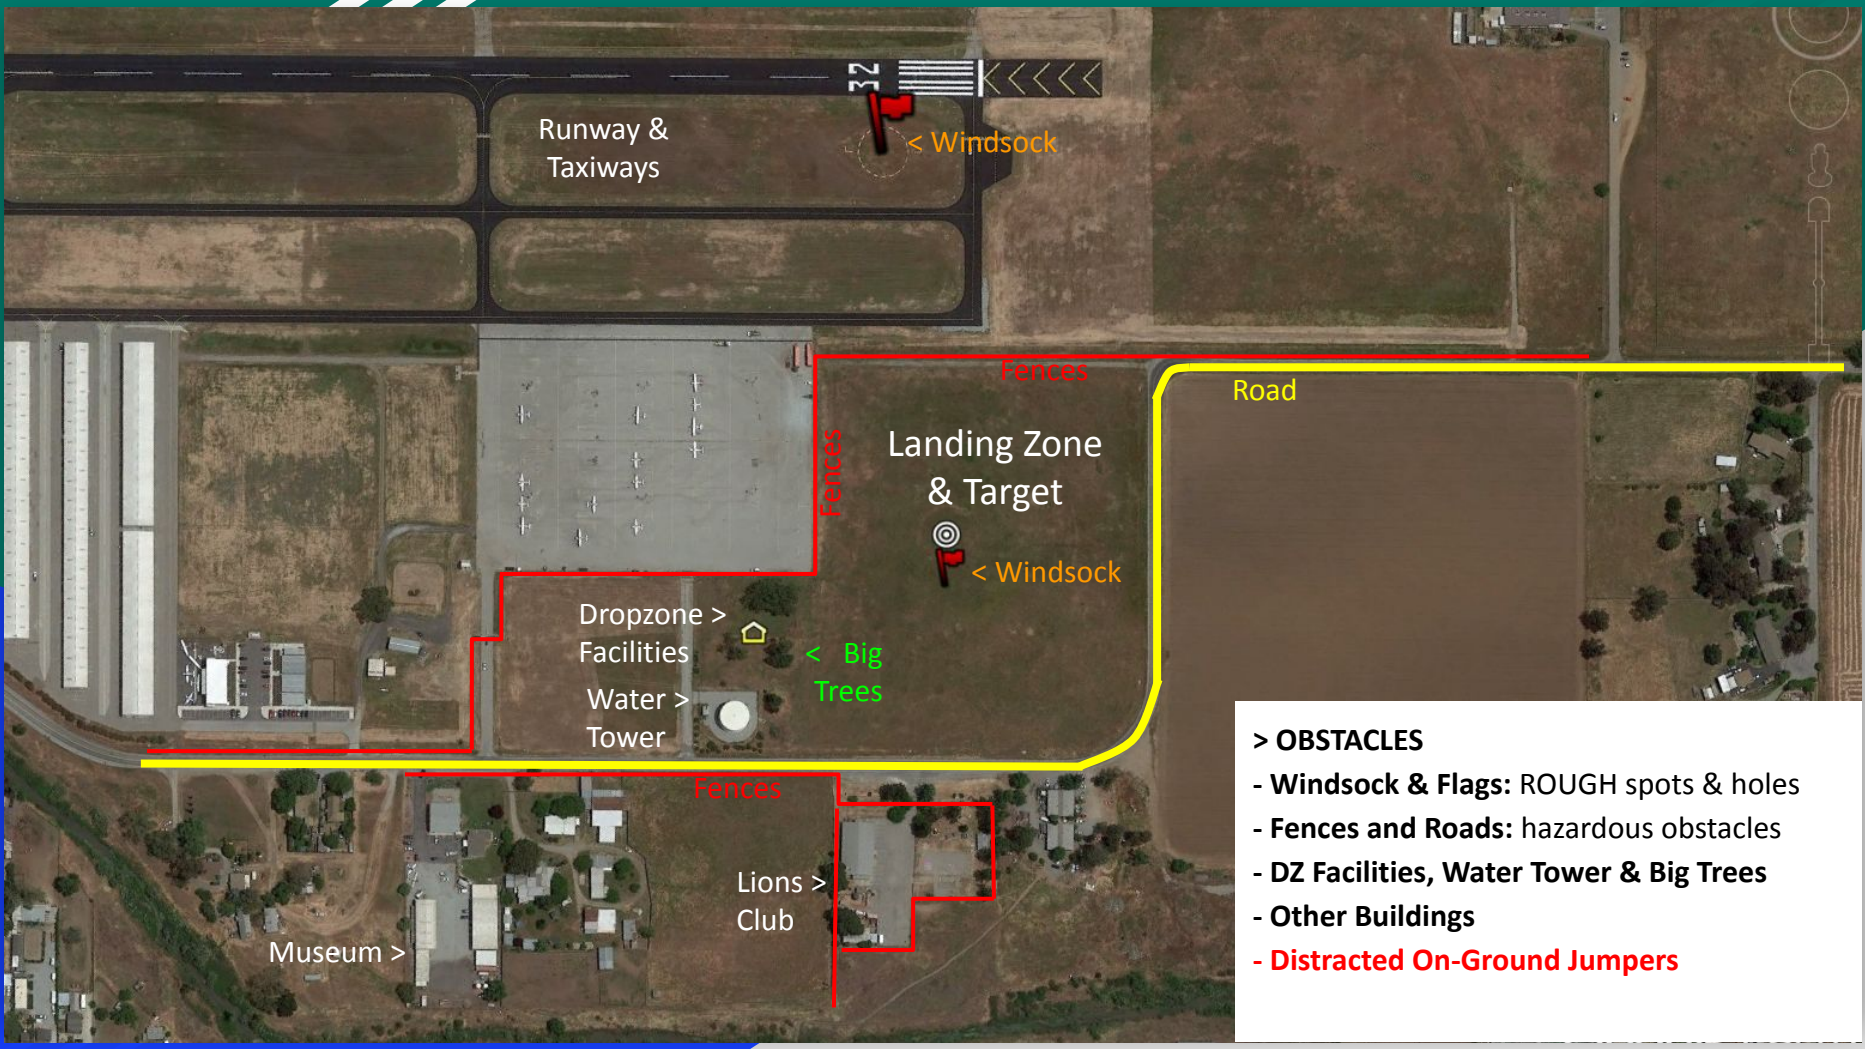 32
Runway &
Taxiways
< Windsock
Fences
Road
Fences
Landing Zone
& Target
< Windsock
Dropzone >
Facilities
< Big
Trees
Water >
Tower
Fences
Lions >
Club
Museum >
> OBSTACLES
- Windsock & Flags: ROUGH spots & holes
- Fences and Roads: hazardous obstacles
- DZ Facilities, Water Tower & Big Trees
- Other Buildings
- Distracted On-Ground Jumpers